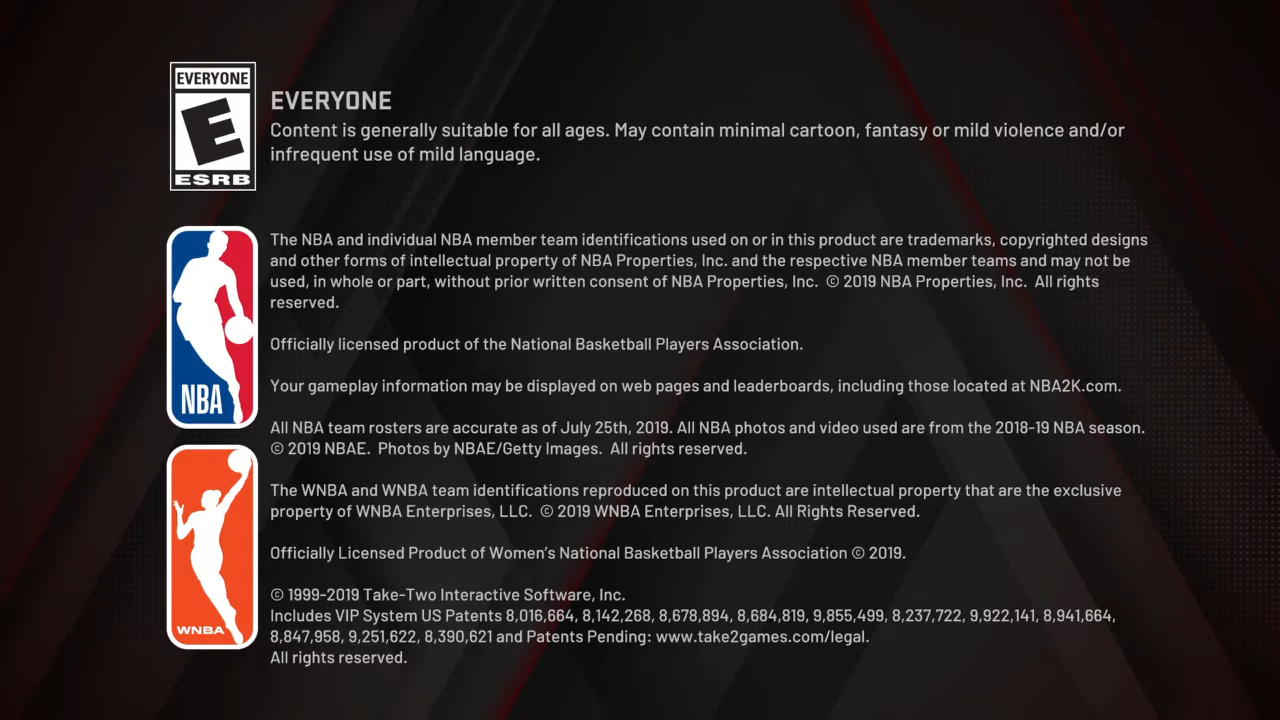 EVERYONE
E
ESRB
EVERYONE
Content is generally suitable for all ages. May contain minimal cartoon, fantasy or mild violence and/or
infrequent use of mild language.
The NBA and individual NBA member team identifications used on or in this product are trademarks, copyrighted designs
and other forms of intellectual property of NBA Properties, Inc. and the respective NBA member teams and may not be
used, in whole or part, without prior written consent of NBA Properties, Inc.  © 2019 NBA Properties, Inc.  All rights
reserved.
Officially licensed product of the National Basketball Players Association.
Your gameplay information may be displayed on web pages and leaderboards, including those located at NBA2K.com.
NBA
All NBA team rosters are accurate as of July 25th, 2019. All NBA photos and video used are from the 2018-19 NBA season.
© 2019 NBAE.  Photos by NBAE/Getty Images.  All rights reserved.
The WNBA and WNBA team identifications reproduced on this product are intellectual property that are the exclusive
property of WNBA Enterprises, LLC.  © 2019 WNBA Enterprises, LLC. All Rights Reserved.
Officially Licensed Product of Women's National Basketball Players Association © 2019.
© 1999-2019 Take-Two Interactive Software, Inc.
Includes VIP System US Patents 8,016,664, 8,142,268, 8,678,894, 8,684,819, 9,855,499, 8,237,722, 9,922,141, 8,941,664,
WNBA
8,847,958, 9,251,622, 8,390,621 and Patents Pending: www.take2games.com/legal.
All rights reserved.